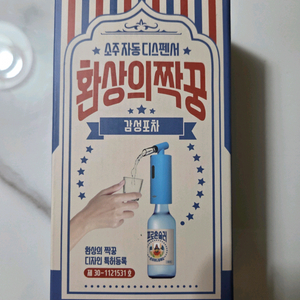 소주 자동 디스펜서
환상의짝꿍
감성포차
환상의 짝꿍
디자인 특허등록
제 30-1121531 호